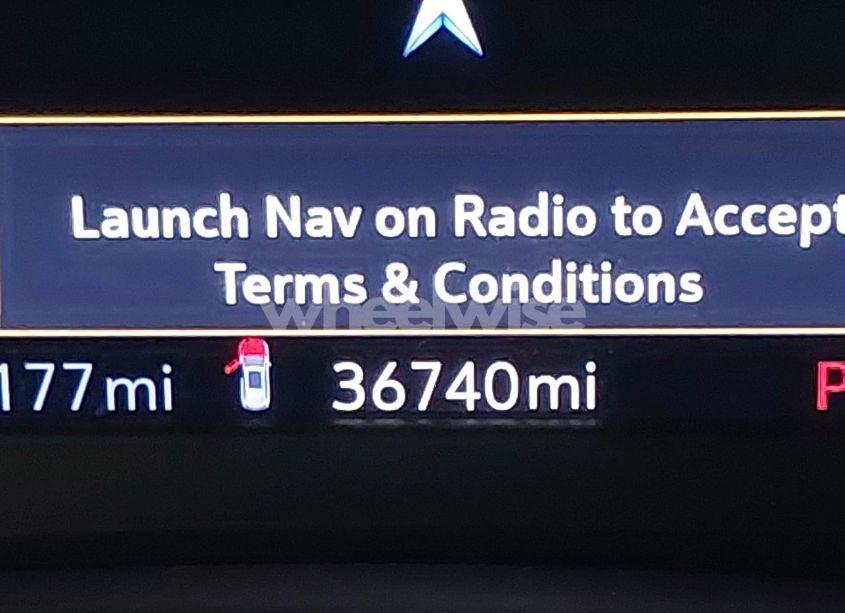 Launch Nav on Radio to Accept
Terms & Conditions
wheelwise
177mi 36740mi P